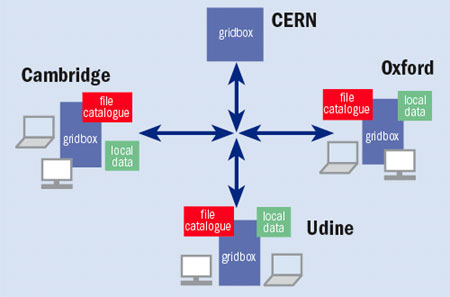 CERN
gridbox
Cambridge
file
catalogue
gridbox
local
data
Oxford
file
catalogue
local
data
gridbox
file
catalogue
local
data
gridbox
Udine